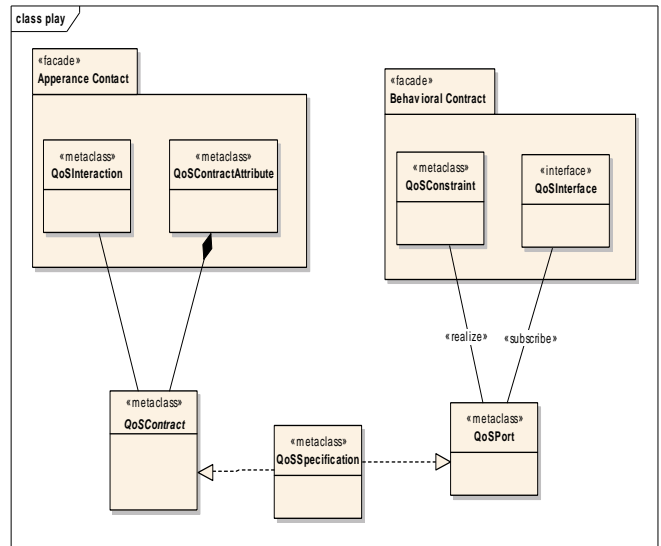 class play
«facade»
Apperance Contact
«metaclass»
QoSInteraction
«metaclass»
QoSContractAttribute
«facade»
Behavioral Contract
«metaclass»
QoSConstraint
«interface»
QoSInterface
«realize»
«subscribe»
«metaclass»
QoSContract
«metaclass»
QoSSpecification
«metaclass»
QoSPort